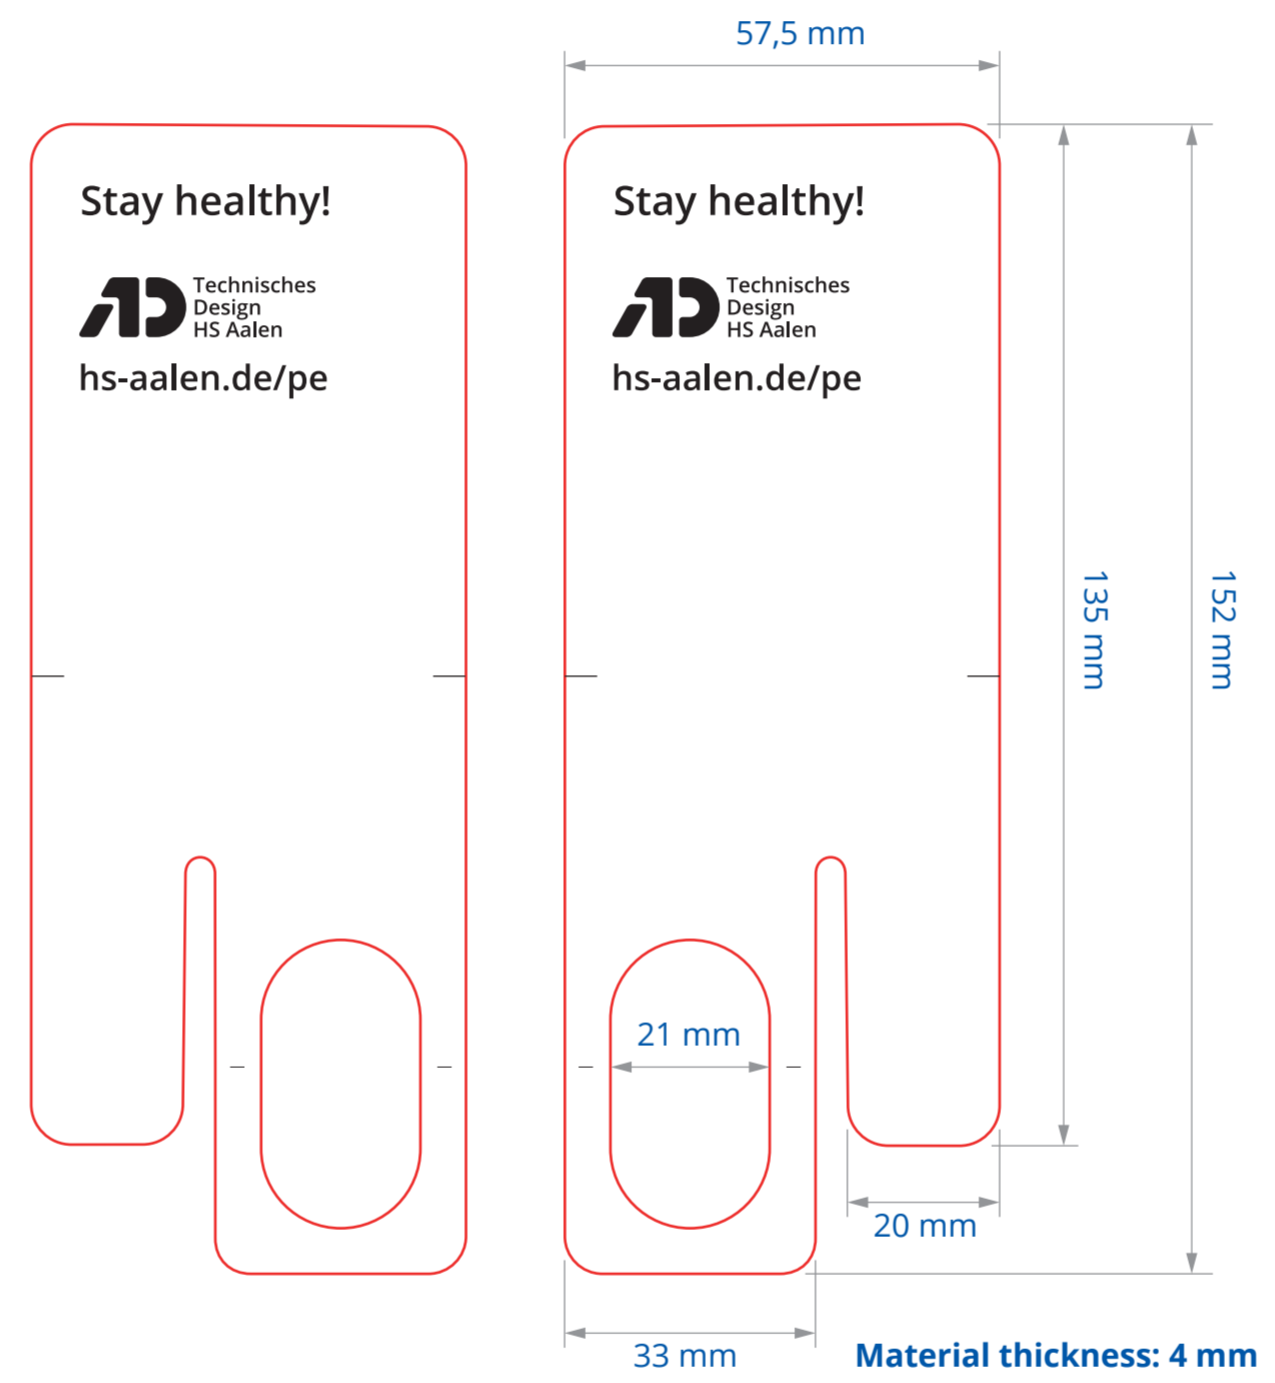 57,5 mm
Stay healthy!
Technisches
Design
HS Aalen
hs-aalen.de/pe
Stay healthy!
Technisches
Design
HS Aalen
hs-aalen.de/pe
135 mm
152 mm
21 mm
20 mm
33 mm
Material thickness: 4 mm